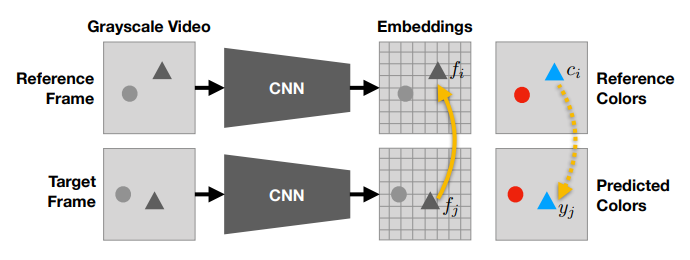 Grayscale Video
Embeddings
Reference
Frame
CNN
f_i
c_i
Reference
Colors
Target
Frame
CNN
f_j
y_j
Predicted
Colors